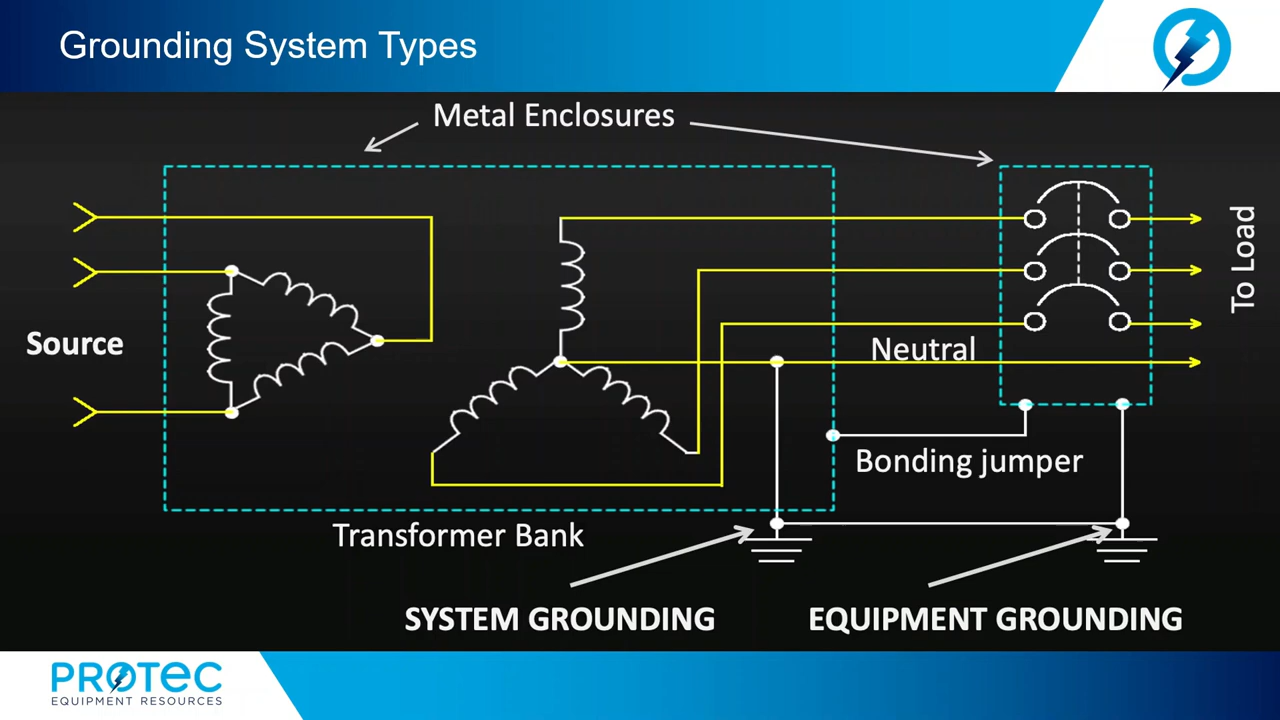 Grounding System Types
Metal Enclosures
Source
To Load
Neutral
Bonding jumper
Transformer Bank
SYSTEM GROUNDING
EQUIPMENT GROUNDING
PROTEC
EQUIPMENT RESOURCES